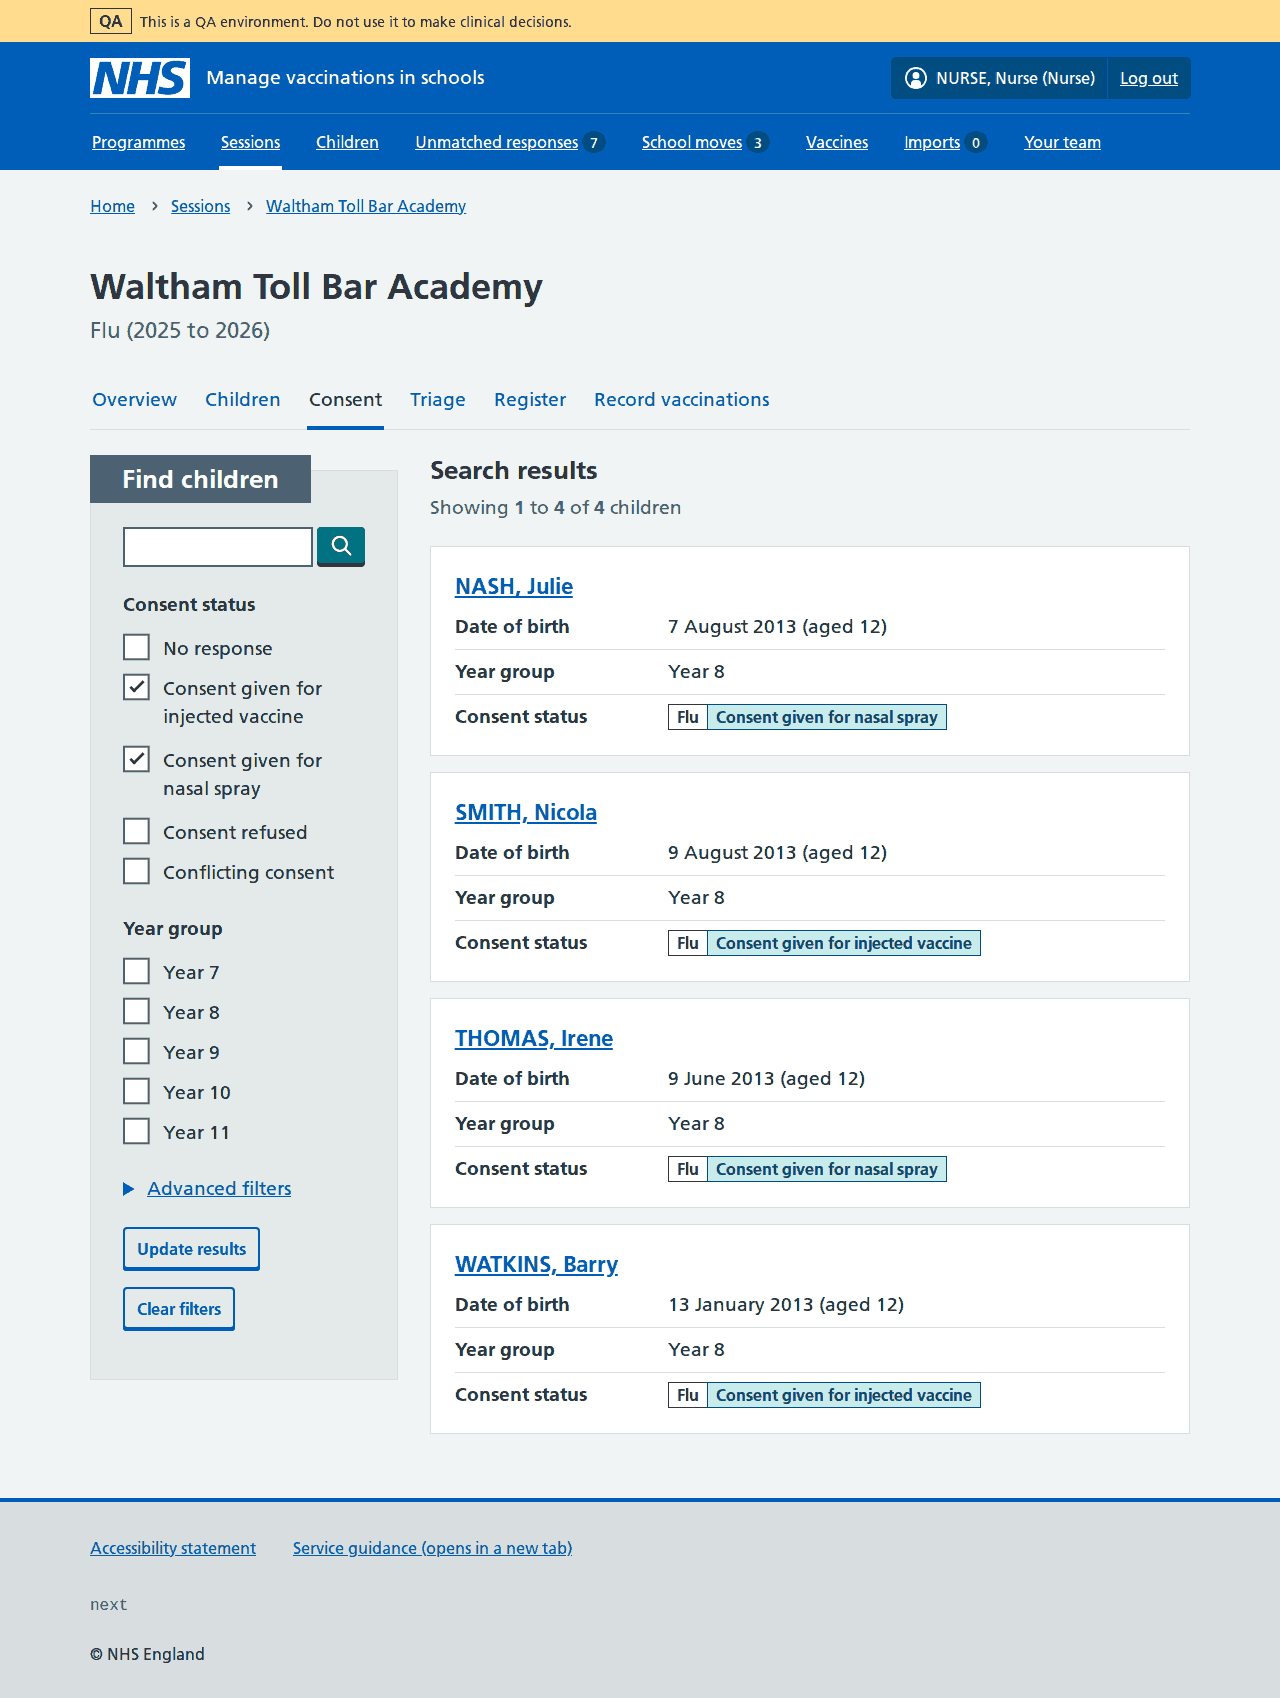 QA This is a QA environment. Do not use it to make clinical decisions.
NHS Manage vaccinations in schools NURSE, Nurse (Nurse) Log out
Programmes Sessions Children Unmatched responses 7 School moves 3 Vaccines Imports 0 Your team
Home Sessions Waltham Toll Bar Academy
Waltham Toll Bar Academy
Flu (2025 to 2026)
Overview Children Consent Triage Register Record vaccinations
Find children
Consent status
No response
Consent given for
injected vaccine
Consent given for
nasal spray
Consent refused
Conflicting consent
Year group
Year 7
Year 8
Year 9
Year 10
Year 11
Advanced filters
Update results
Clear filters
Search results
Showing 1 to 4 of 4 children
NASH, Julie
Date of birth 7 August 2013 (aged 12)
Year group Year 8
Consent status Flu Consent given for nasal spray
SMITH, Nicola
Date of birth 9 August 2013 (aged 12)
Year group Year 8
Consent status Flu Consent given for injected vaccine
THOMAS, Irene
Date of birth 9 June 2013 (aged 12)
Year group Year 8
Consent status Flu Consent given for nasal spray
WATKINS, Barry
Date of birth 13 January 2013 (aged 12)
Year group Year 8
Consent status Flu Consent given for injected vaccine
Accessibility statement Service guidance (opens in a new tab)
next
© NHS England